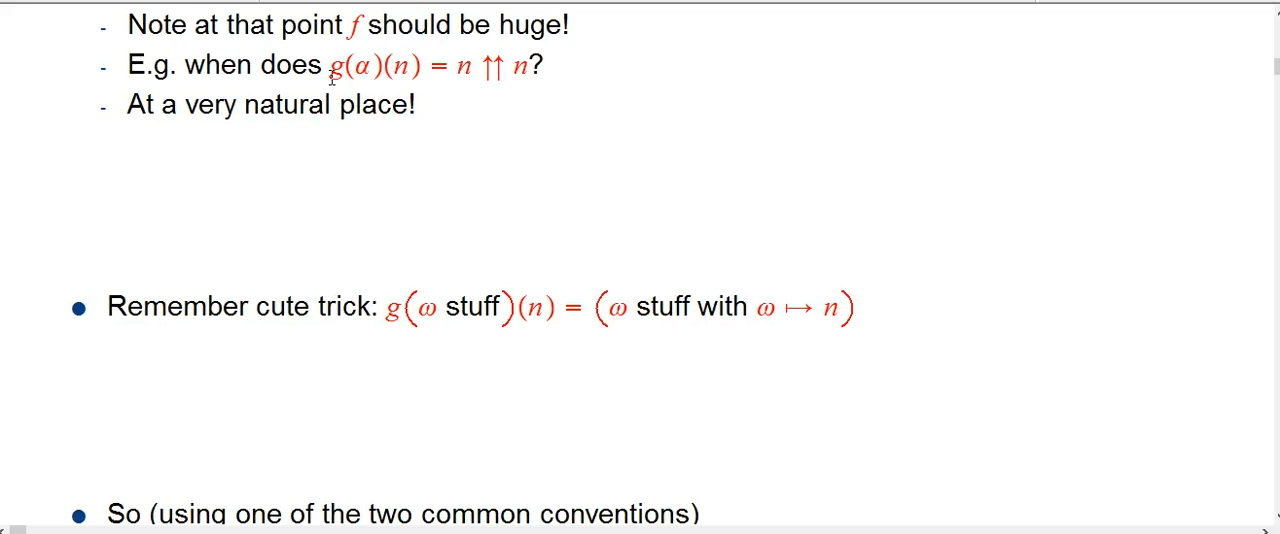 - Note at that point f should be huge!
- E.g. when does g(α)(n) = n ↑↑ n?
- At a very natural place!
● Remember cute trick: g(ω stuff)(n) = (ω stuff with ω ↦ n)
● So (using one of the two common conventions)